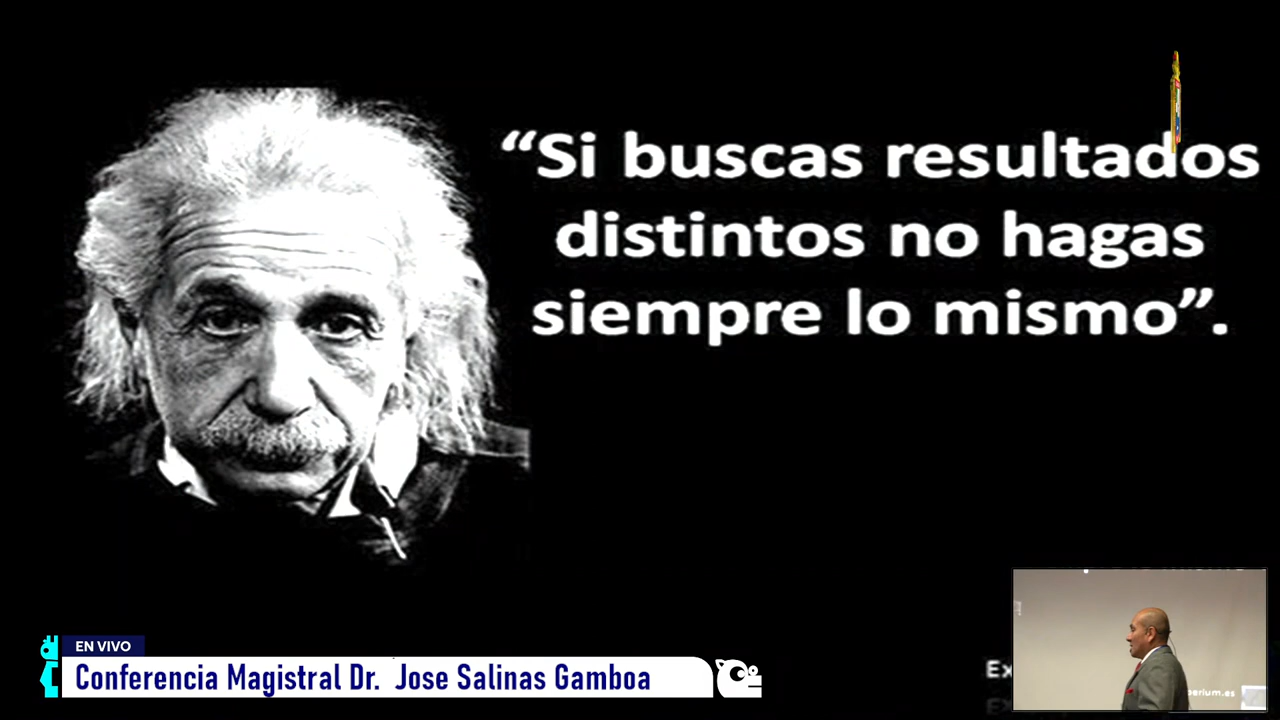 “Si buscas resultados
distintos no hagas
siempre lo mismo”.
EN VIVO
Conferencia Magistral Dr. Jose Salinas Gamboa